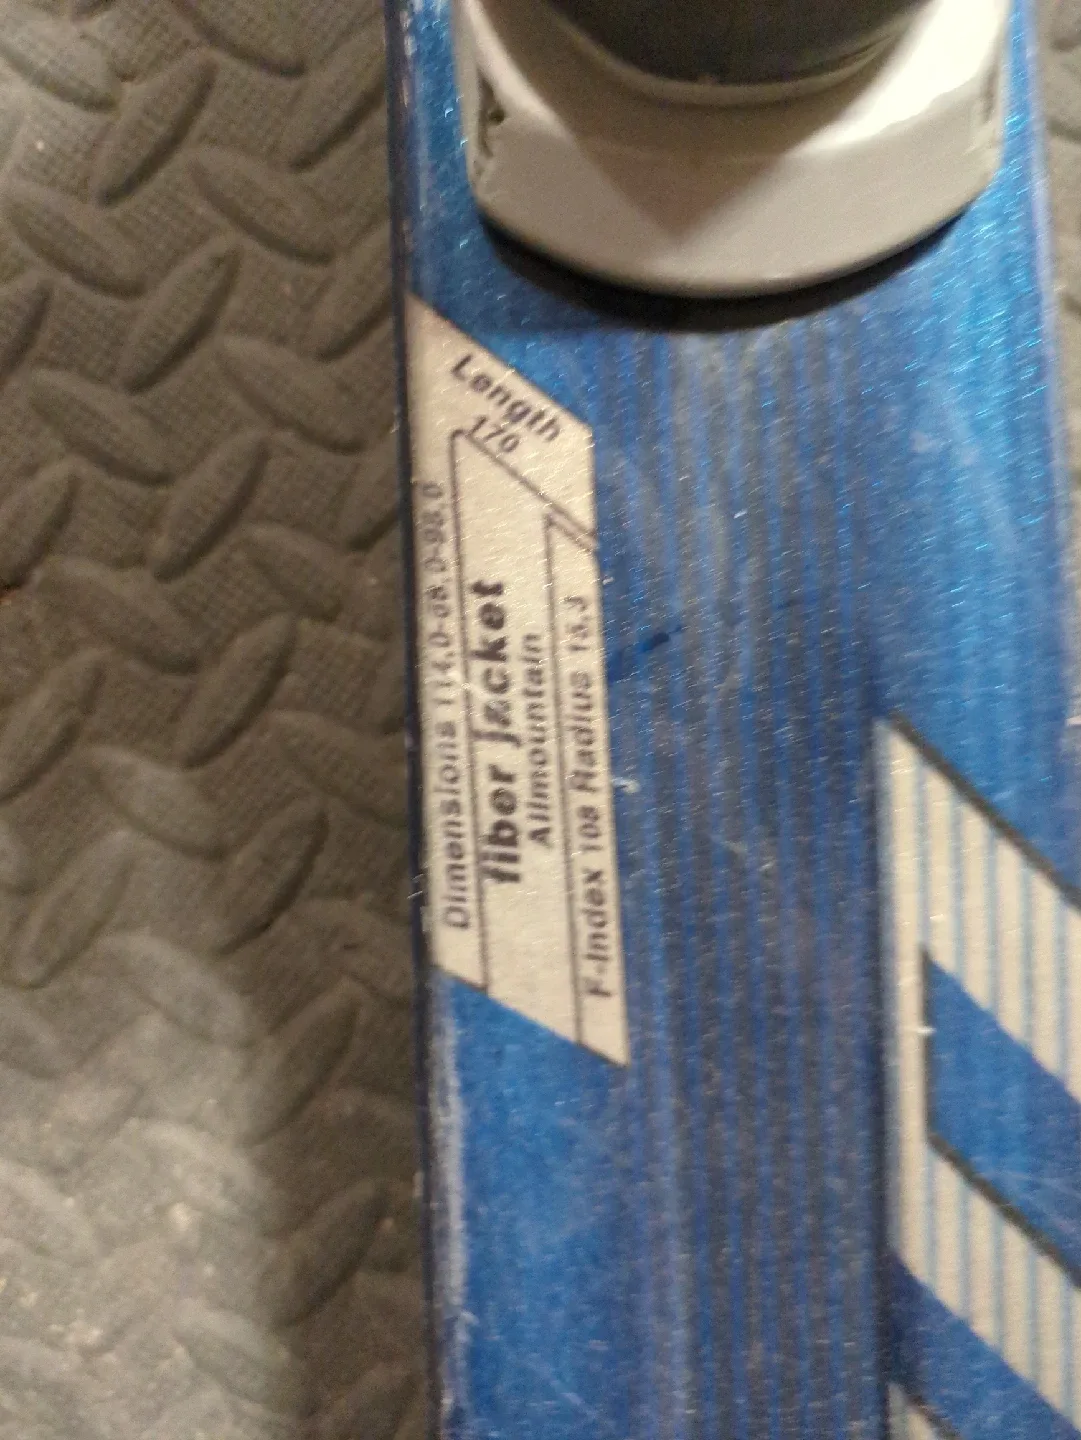 Length
170
Dimensions 114.0-68.0-98.0
fiber jacket
Allmountain
F-Index 108 Radius 15.3